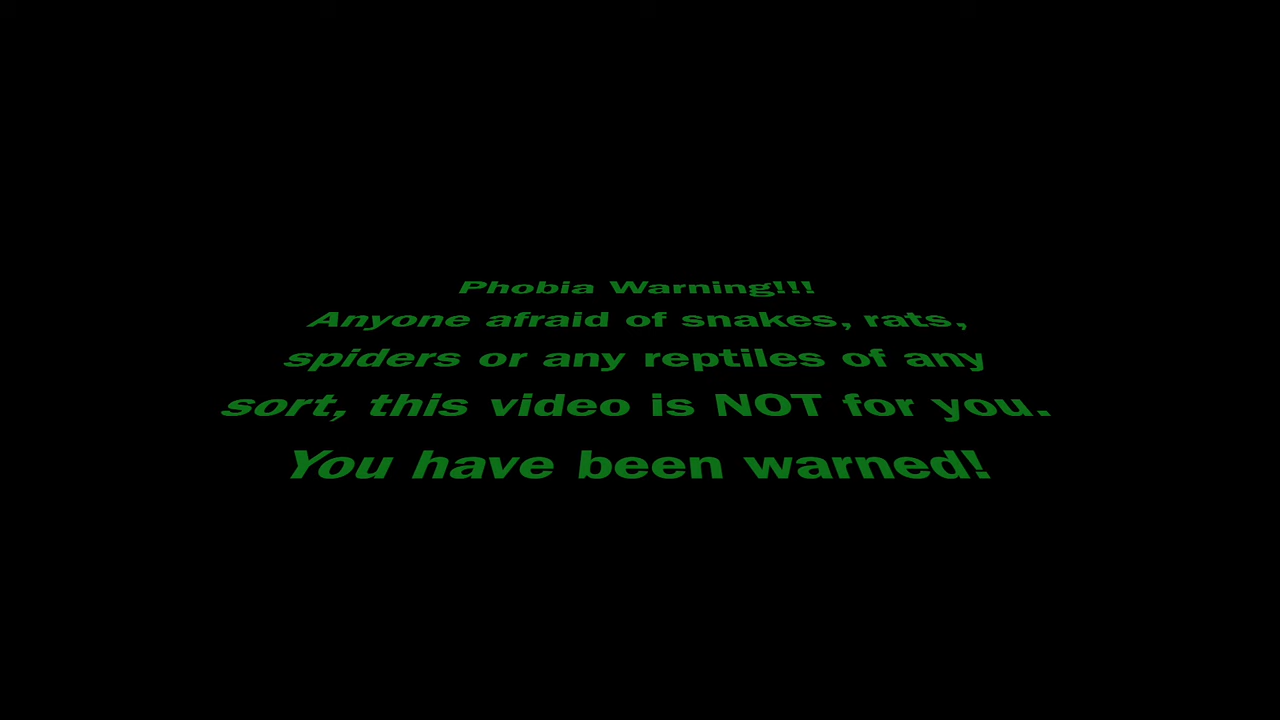 Phobia Warning!!!
Anyone afraid of snakes, rats,
spiders or any reptiles of any
sort, this video is NOT for you.
You have been warned!